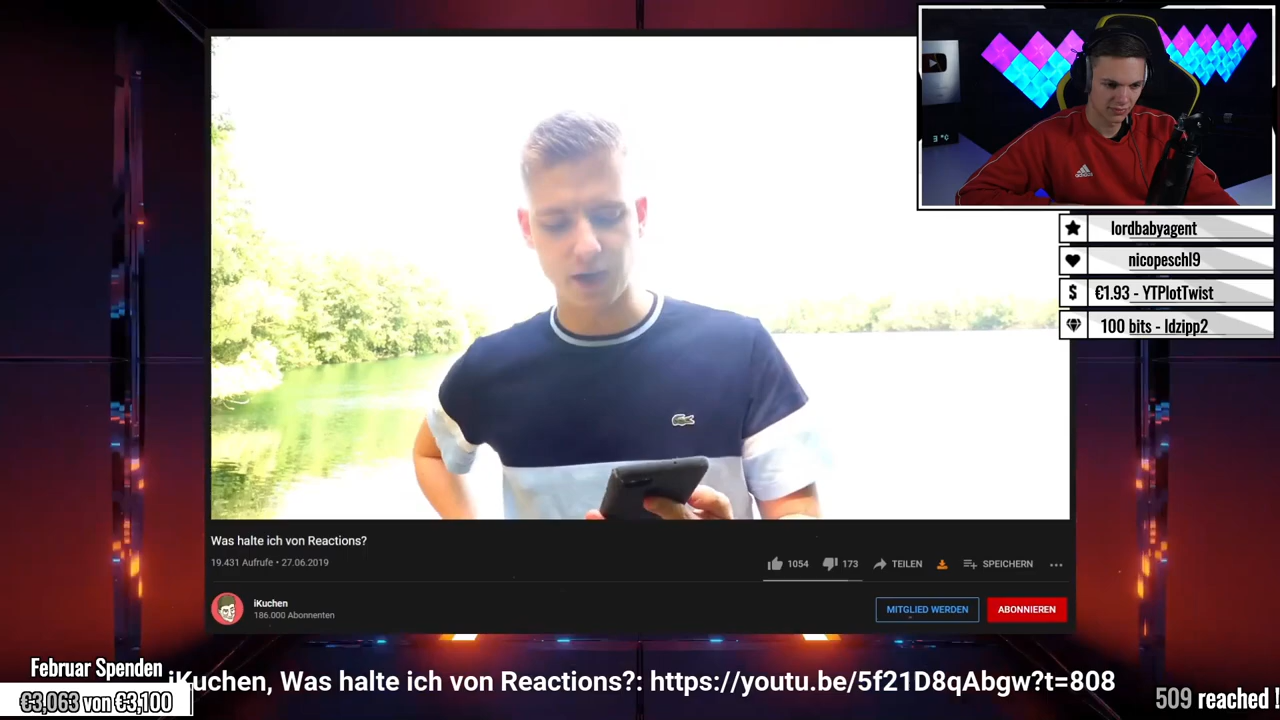 lordbabyagent
nicopeschl9
$ €1.93 - YTPlotTwist
100 bits - ldzipp2
Was halte ich von Reactions?
19.431 Aufrufe • 27.06.2019
1054
173
TEILEN
SPEICHERN
iKuchen
186.000 Abonnenten
MITGLIED WERDEN
ABONNIEREN
Februar Spenden
€3,063 von €3,100
iKuchen, Was halte ich von Reactions?: https://youtu.be/5f21D8qAbgw?t=808
509 reached !